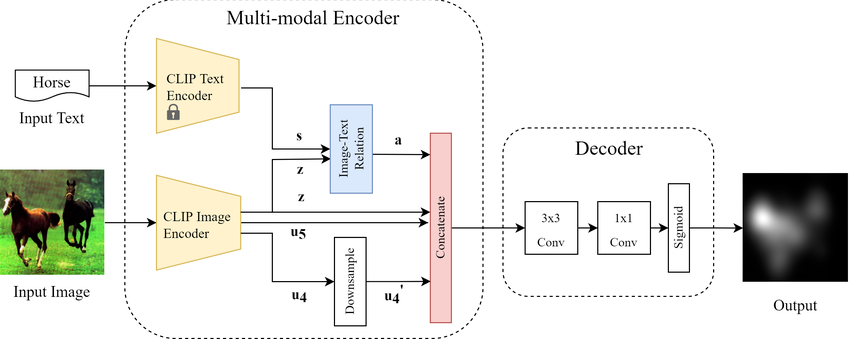 Multi-modal Encoder
Horse
Input Text
CLIP Text
Encoder
s
z
Image-Text
Relation
a
z
CLIP Image
Encoder
u5
u4
Downsample
u4'
Concatenate
Input Image
Decoder
3x3
Conv
1x1
Conv
Sigmoid
Output